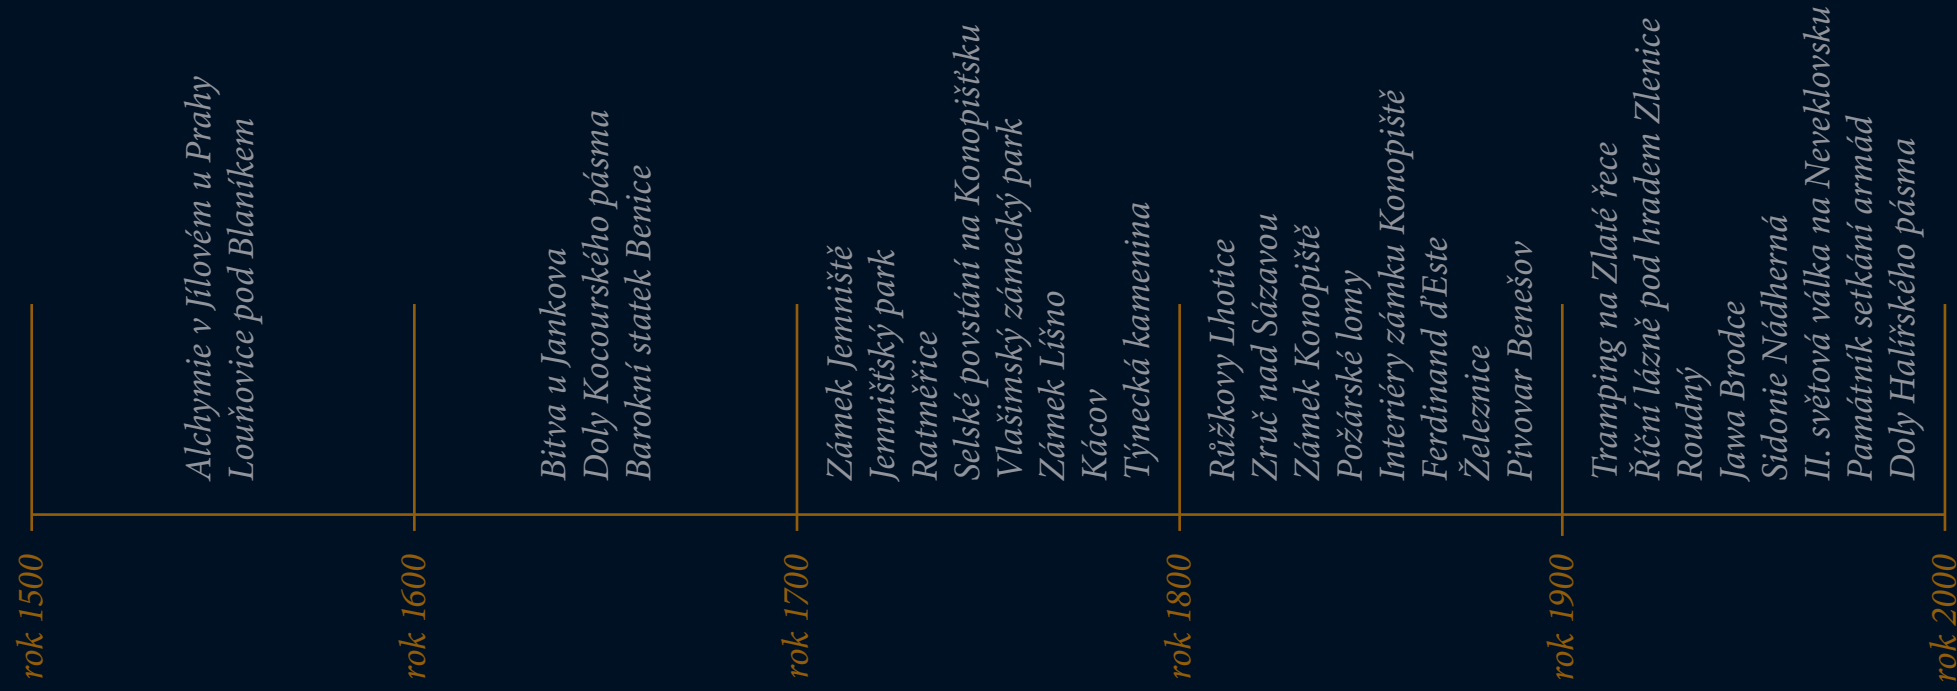 Alchymie v Jílovém u Prahy
Louňovice pod Blaníkem
Bitva u Jankova
Doly Kocourského pásma
Barokní statek Benice
Zámek Jemniště
Jemnišťský park
Ratměřice
Selské povstání na Konopišťsku
Vlašimský zámecký park
Zámek Líšno
Kácov
Týnecká kamenina
Růžkovy Lhotice
Zruč nad Sázavou
Zámek Konopiště
Požárské lomy
Interiéry zámku Konopiště
Ferdinand ďEste
Železnice
Pivovar Benešov
Tramping na Zlaté řece
Říční lázně pod hradem Zlenice
Roudný
Jawa Brodce
Sidonie Nádherná
II. světová válka na Neveklovsku
Památník setkání armád
Doly Halířského pásma
rok 1500
rok 1600
rok 1700
rok 1800
rok 1900
rok 2000